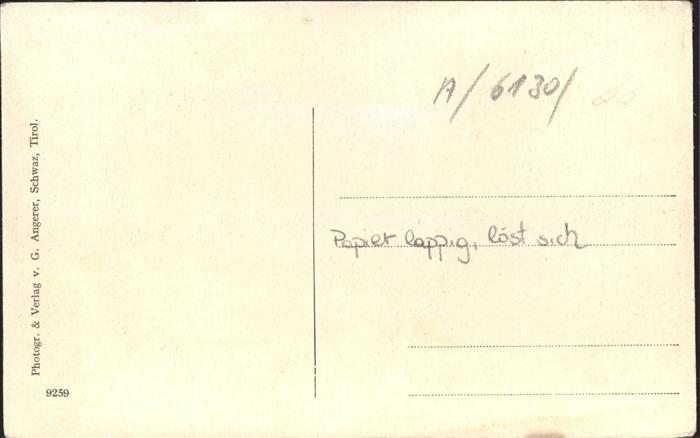 A/6130/
Papier lappig, löst sich
Photogr. & Verlag v. G. Angerer, Schwaz, Tirol.
9259